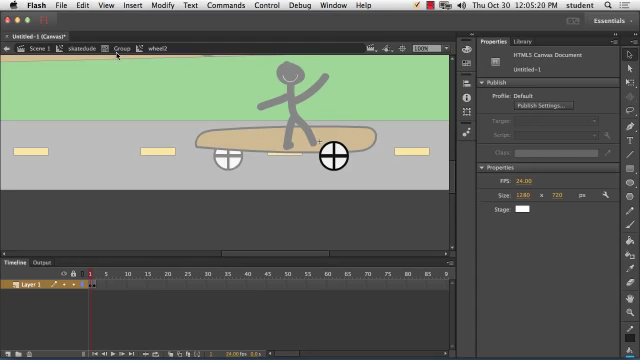 Flash File Edit View Insert Modify Text Commands Control Debug Window Help Thu Oct 30 12:05:20 PM student
Essentials
Untitled-1 (Canvas)*
Scene 1 skatedude Group wheel2 100%
Properties Library
HTML5 Canvas Document
Untitled-1
Publish
Profile: Default
Publish Settings...
Target:
Script:
Class:
Properties
FPS: 24.00
Size: 1280 x 720 px
Stage:
Timeline Output
1 5 10 15 20 25 30 35 40 45 50 55 60 65 70 75 80 85 9
Layer 1
1 24.00 fps 0.0 s